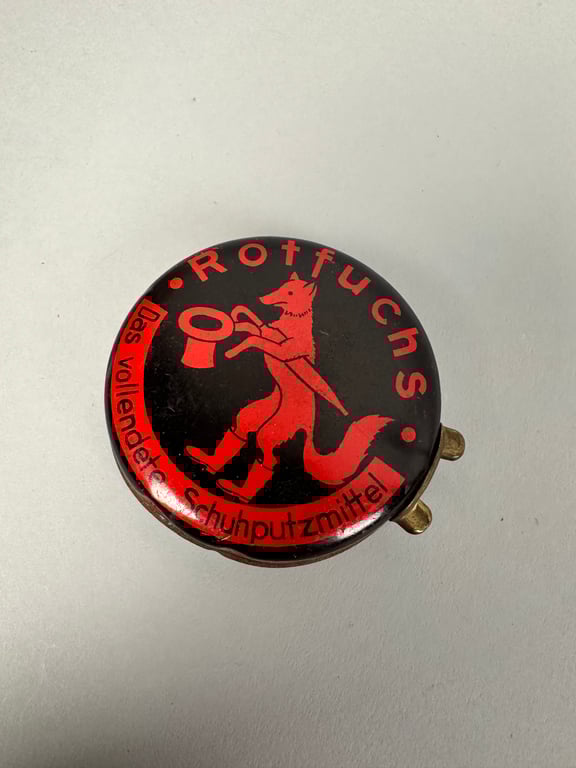 • Rotfuchs •
Das vollendete Schuhputzmittel